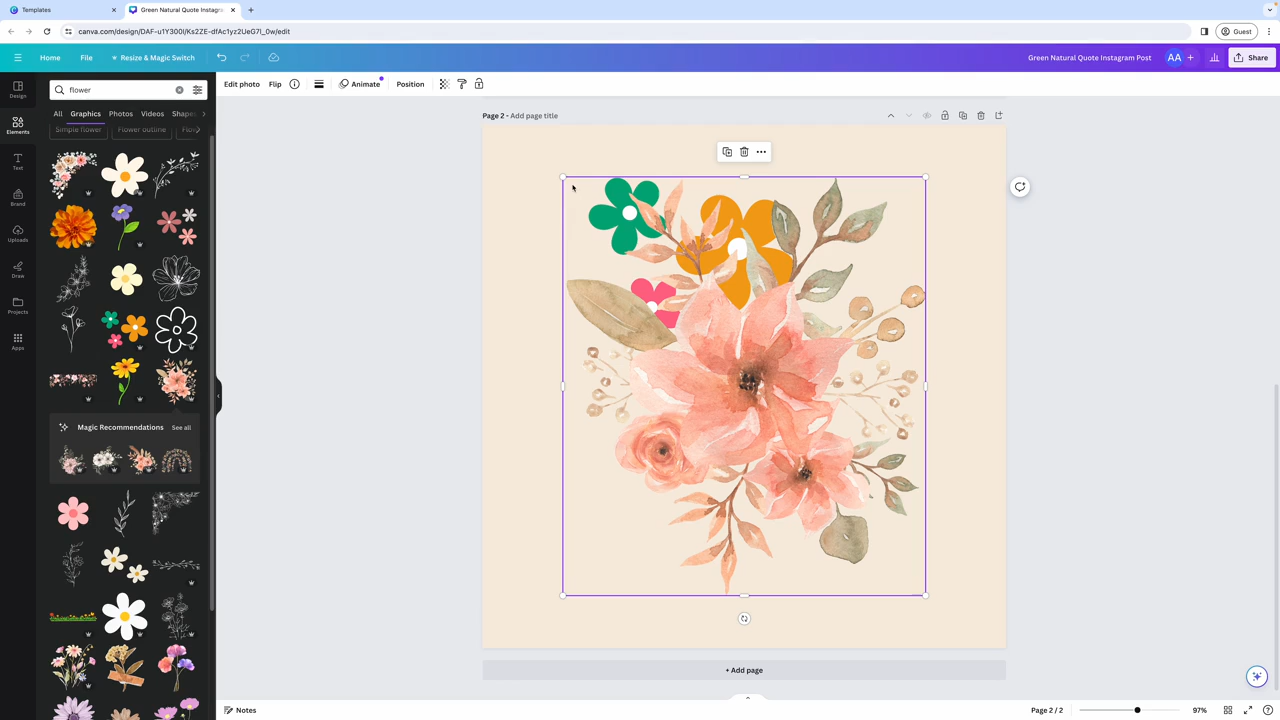 Templates
Green Natural Quote Instagra
canva.com/design/DAF-u1Y300I/Ks2ZE-dfAc1yz2UeG7I_0w/edit
Guest
Home
File
Resize & Magic Switch
Green Natural Quote Instagram Post
AA
Share
Design
Elements
Text
Brand
Uploads
Draw
Projects
Apps
flower
All
Graphics
Photos
Videos
Shape
Simple flower
Flower outline
Magic Recommendations
See all
Edit photo
Flip
Animate
Position
Page 2 - Add page title
+ Add page
Notes
Page 2 / 2
97%